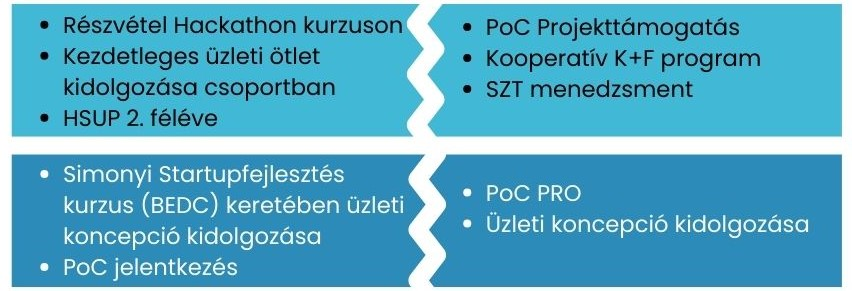 • Részvétel Hackathon kurzuson
• Kezdetleges üzleti ötlet
kidolgozása csoportban
• HSUP 2. féléve
• PoC Projekttámogatás
• Kooperatív K+F program
• SZT menedzsment
• Simonyi Startupfejlesztés
kurzus (BEDC) keretében üzleti
koncepció kidolgozása
• PoC jelentkezés
• PoC PRO
• Üzleti koncepció kidolgozása